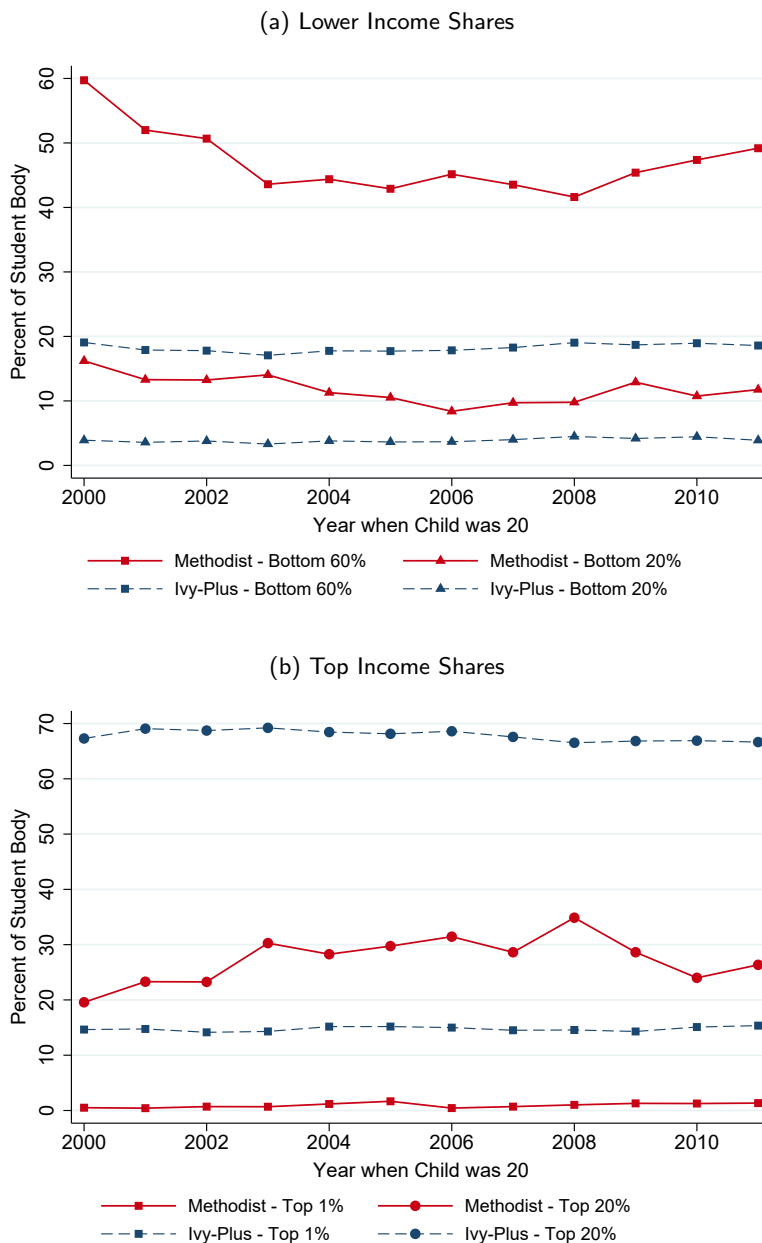 (a) Lower Income Shares
Percent of Student Body
60
50
40
30
20
10
0
2000 2002 2004 2006 2008 2010
Year when Child was 20
Methodist - Bottom 60% Methodist - Bottom 20%
Ivy-Plus - Bottom 60% Ivy-Plus - Bottom 20%
(b) Top Income Shares
Percent of Student Body
70
60
50
40
30
20
10
0
2000 2002 2004 2006 2008 2010
Year when Child was 20
Methodist - Top 1% Methodist - Top 20%
Ivy-Plus - Top 1% Ivy-Plus - Top 20%